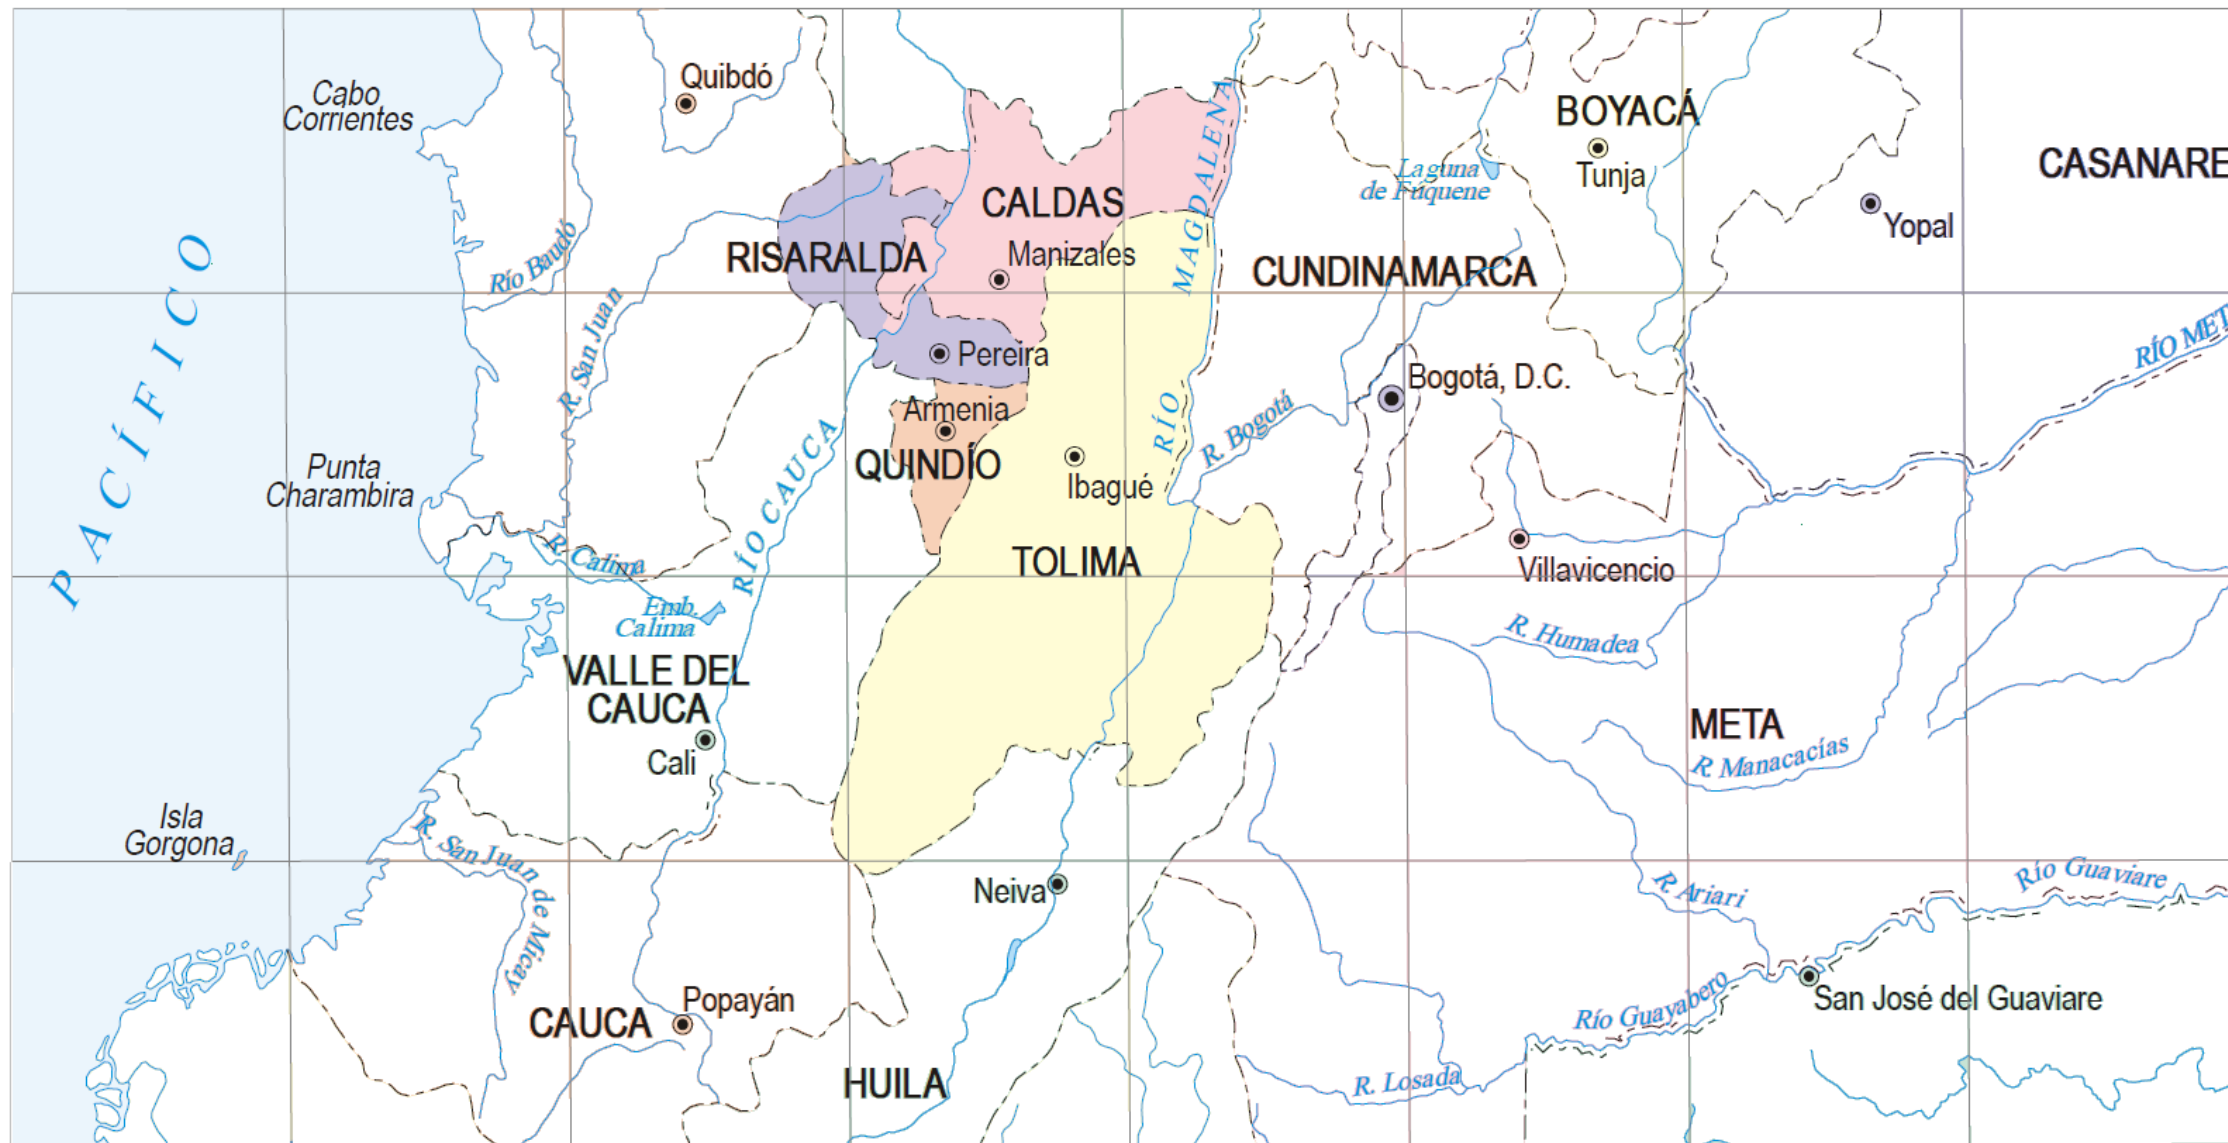 Quibdó
Cabo
Corrientes
BOYACÁ
Tunja
CASANARE
Laguna
de Fúquene
CALDAS
Yopal
Manizales
RISARALDA
CUNDINAMARCA
Río Baudó
PACÍFICO
R. San Juan
RÍO MAGDALENA
RÍO MET
Pereira
Bogotá, D.C.
Armenia
R. Bogotá
QUINDÍO
Punta
Charambira
RÍO CAUCA
Ibagué
R. Calima
TOLIMA
Villavicencio
Emb.
Calima
R. Humadea
VALLE DEL
CAUCA
META
Cali
R. Manacacías
Isla
Gorgona
R. San Juan de Micay
Neiva
R. Ariari
Río Guaviare
Popayán
CAUCA
Río Guayabero
San José del Guaviare
HUILA
R. Losada